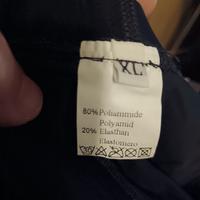 XL
80% Poliammide
Polyamid
20% Elasthan
Elastomero